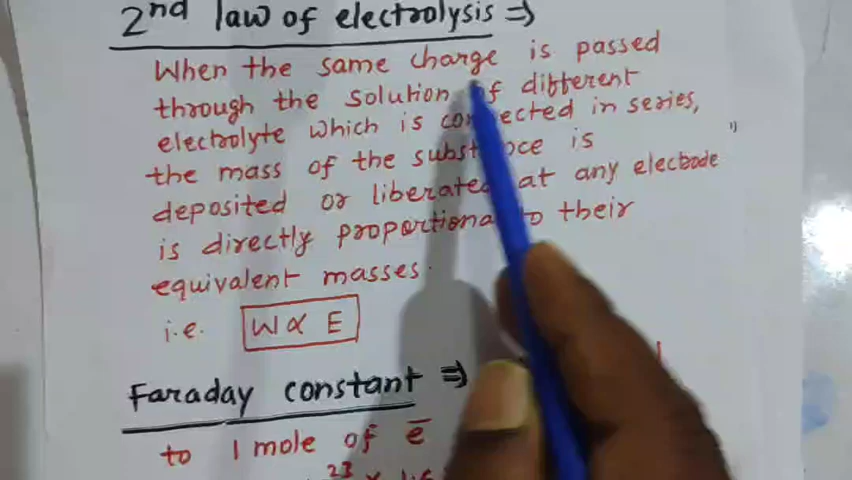 2nd law of electrolysis ⇒
When the same charge is passed
through the solution of different
electrolyte which is connected in series,
the mass of the substance is "
deposited or liberated at any electrode
is directly proportional to their
equivalent masses.
i.e. W ∝ E
Faraday constant ⇒
to 1 mole of e̅
23 ×